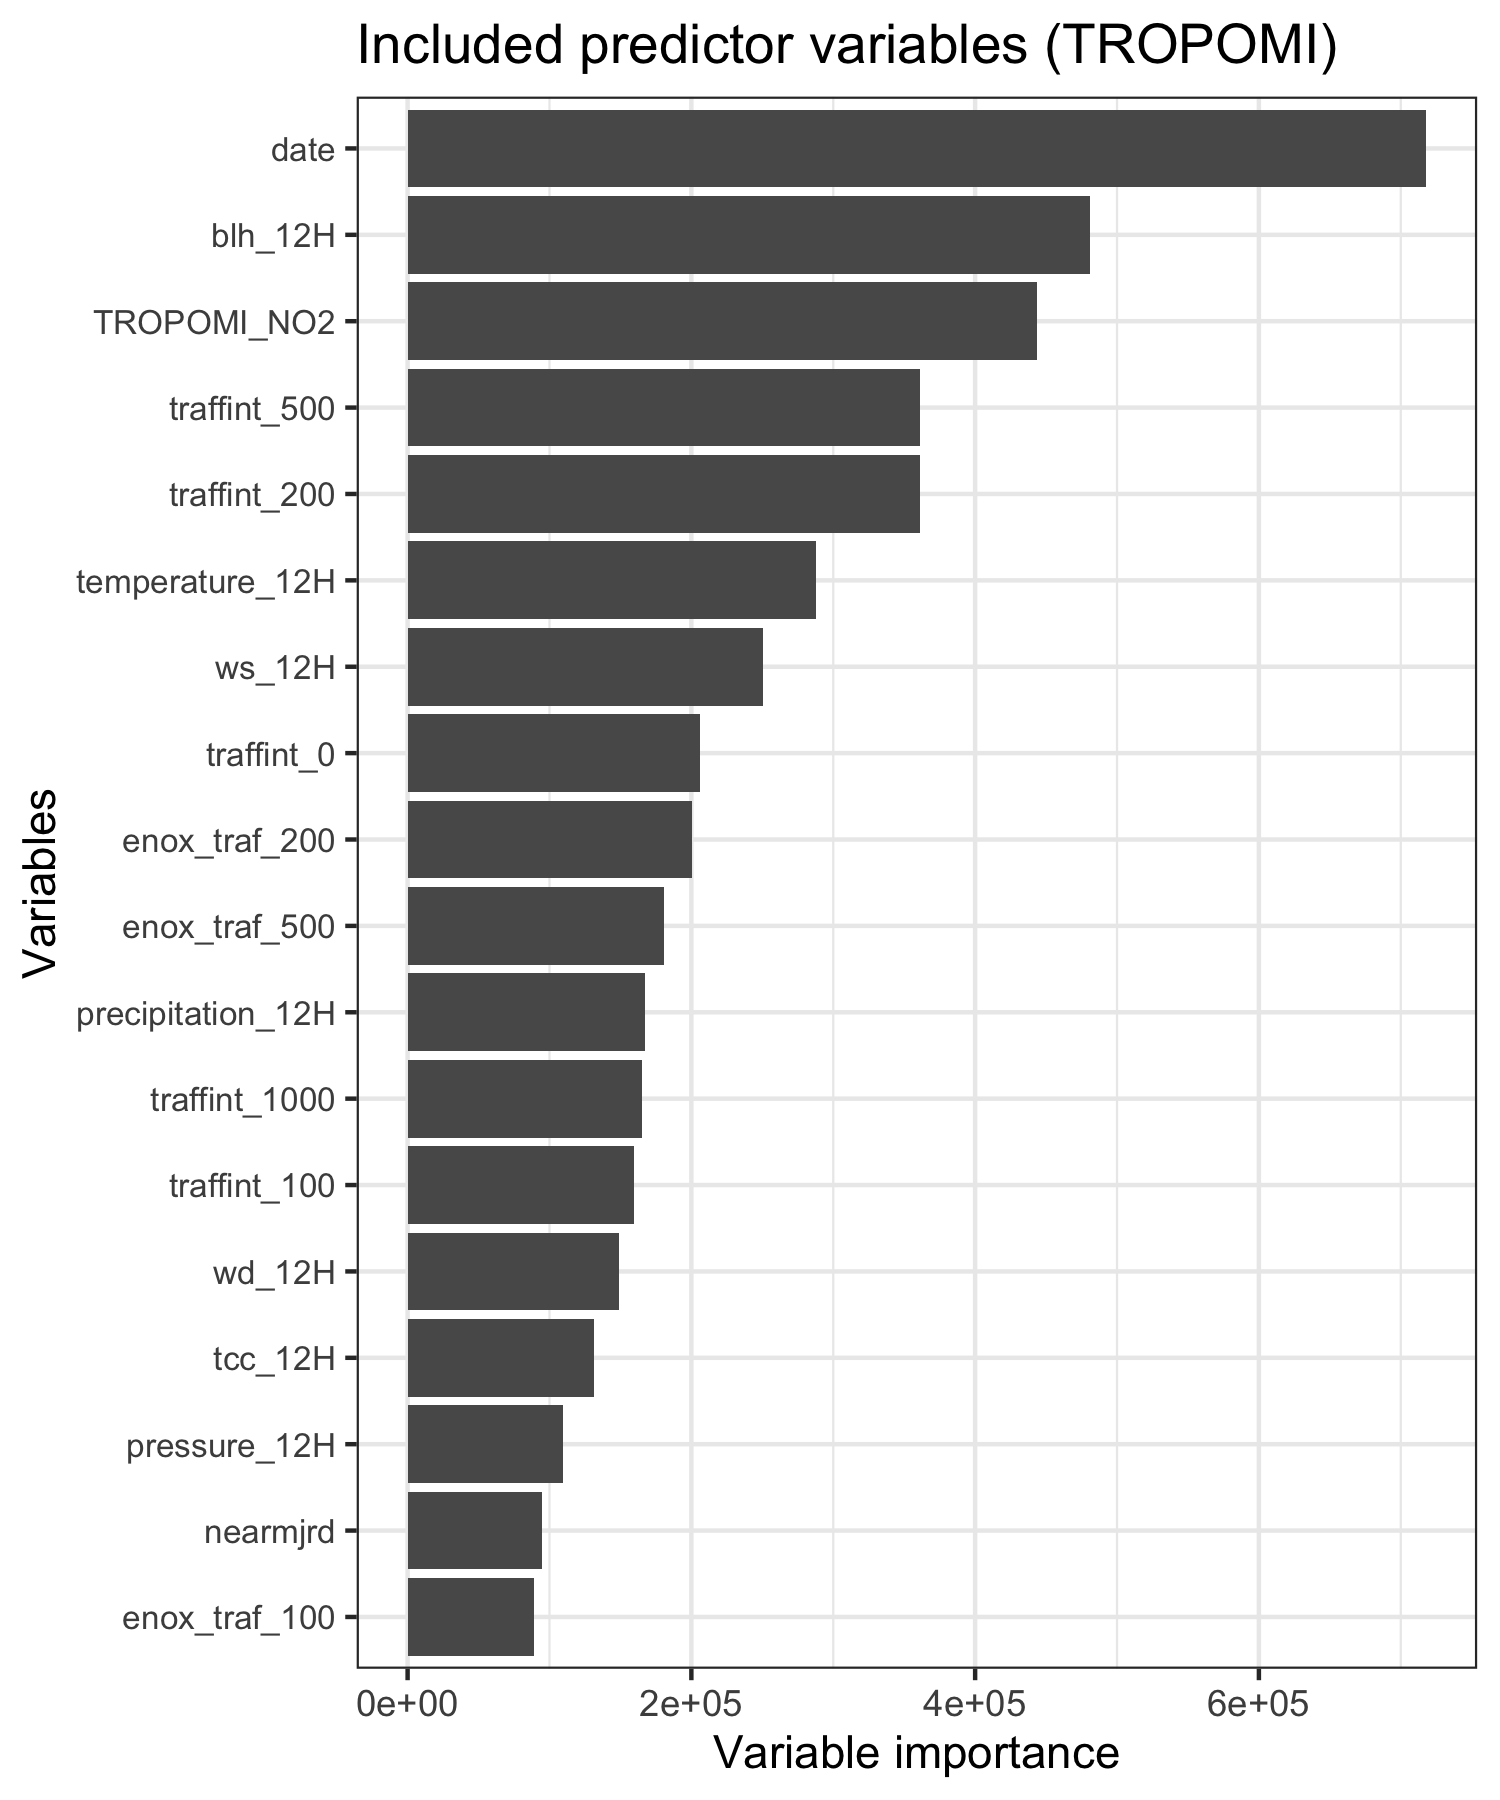 Included predictor variables (TROPOMI)
date
blh_12H
TROPOMI_NO2
traffint_500
traffint_200
temperature_12H
ws_12H
traffint_0
enox_traf_200
enox_traf_500
precipitation_12H
traffint_1000
traffint_100
wd_12H
tcc_12H
pressure_12H
nearmjrd
enox_traf_100
Variables
0e+00 2e+05 4e+05 6e+05
Variable importance